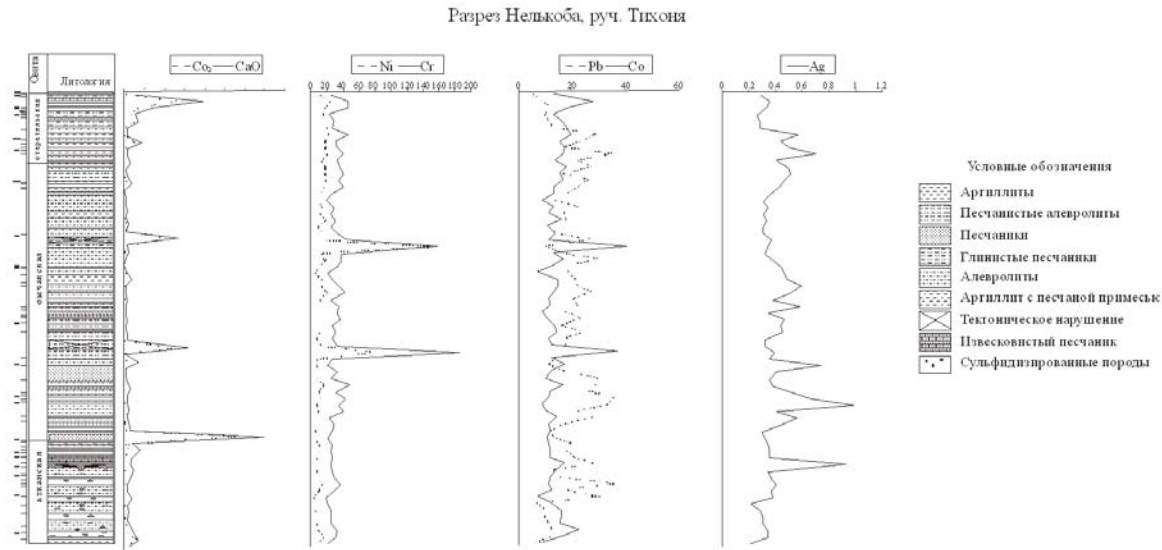 Разрез Нелькоба, руч. Тихоня
Свита
Литология
Co₂ CaO
Ni Cr
Pb Co
Ag
0 20 40 60 80 100 120 140 160 180 200
0 20 40 60
0 0,2 0,4 0,6 0,8 1 1,2
атканская
Условные обозначения
Аргиллиты
Песчанистые алевролиты
Песчаники
Глинистые песчаники
Алевролиты
Аргиллит с песчаной примеськ
Тектоническое нарушение
Известковистый песчаник
Сульфидизированные породы